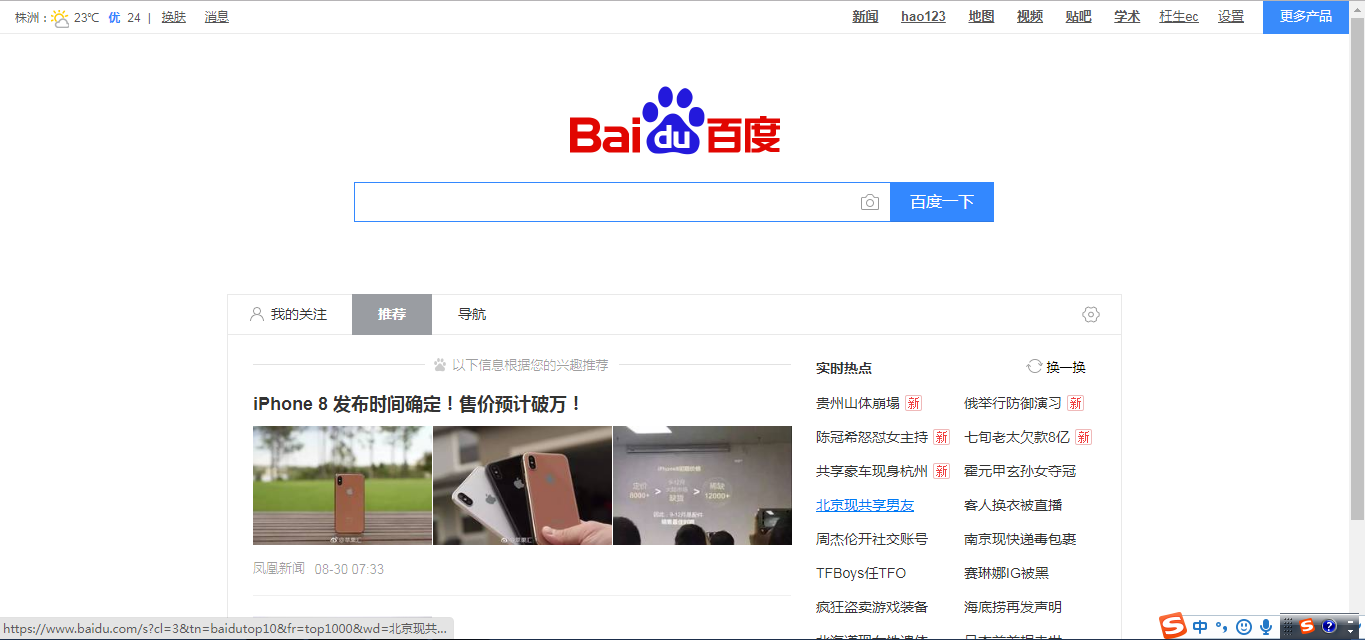 株洲： 23℃ 优 24 | 换肤 消息
新闻 hao123 地图 视频 贴吧 学术 枉生ec 设置 更多产品
Bai du 百度
百度一下
我的关注 推荐 导航
以下信息根据您的兴趣推荐
iPhone 8 发布时间确定！售价预计破万！
凤凰新闻 08-30 07:33
实时热点 换一换
贵州山体崩塌 新 俄举行防御演习 新
陈冠希怒怼女主持 新 七旬老太欠款8亿 新
共享豪车现身杭州 新 霍元甲玄孙女夺冠
北京现共享男友 客人换衣被直播
周杰伦开社交账号 南京现快递毒包裹
TFBoys任TFO 赛琳娜IG被黑
疯狂盗卖游戏装备 海底捞再发声明
https://www.baidu.com/s?cl=3&tn=baidutop10&fr=top1000&wd=北京现共...
S 中 S ?